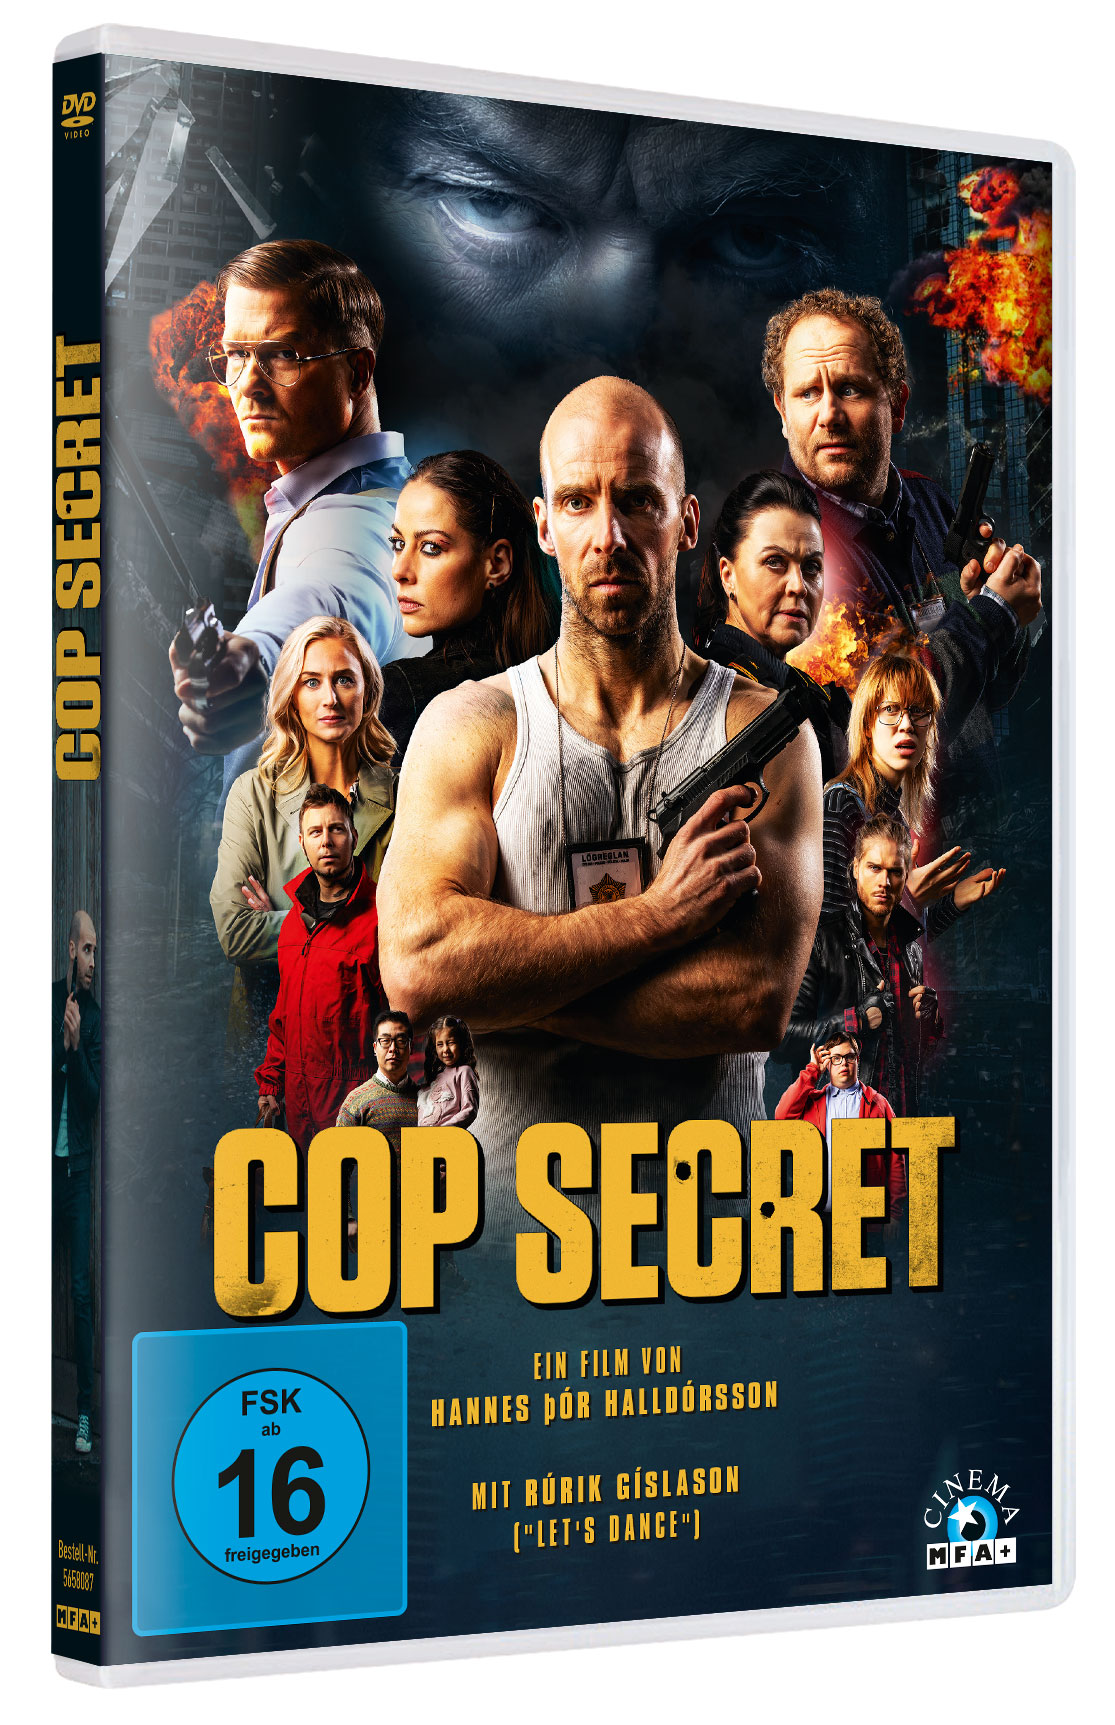 DVD
VIDEO
COP SECRET
Bestell-Nr.
5658087
MFA+
LÖGREGLAN
COP SECRET
EIN FILM VON
HANNES ÞÓR HALLDÓRSSON
MIT RÚRIK GÍSLASON
("LET'S DANCE")
FSK
ab
16
freigegeben
CINEMA
MFA+